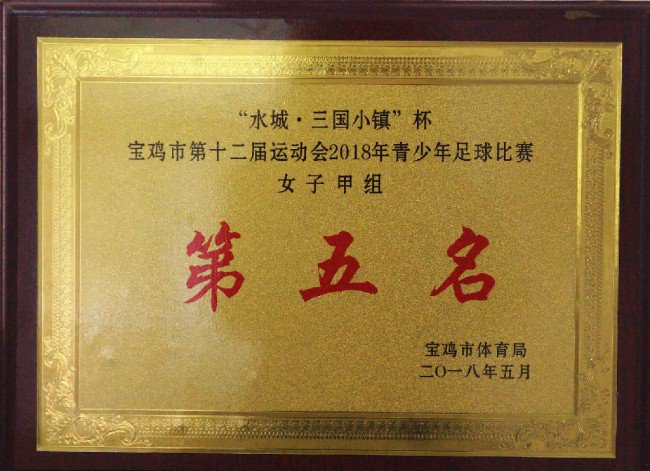 “水城·三国小镇”杯
宝鸡市第十二届运动会2018年青少年足球比赛
女子甲组
第五名
宝鸡市体育局
二〇一八年五月